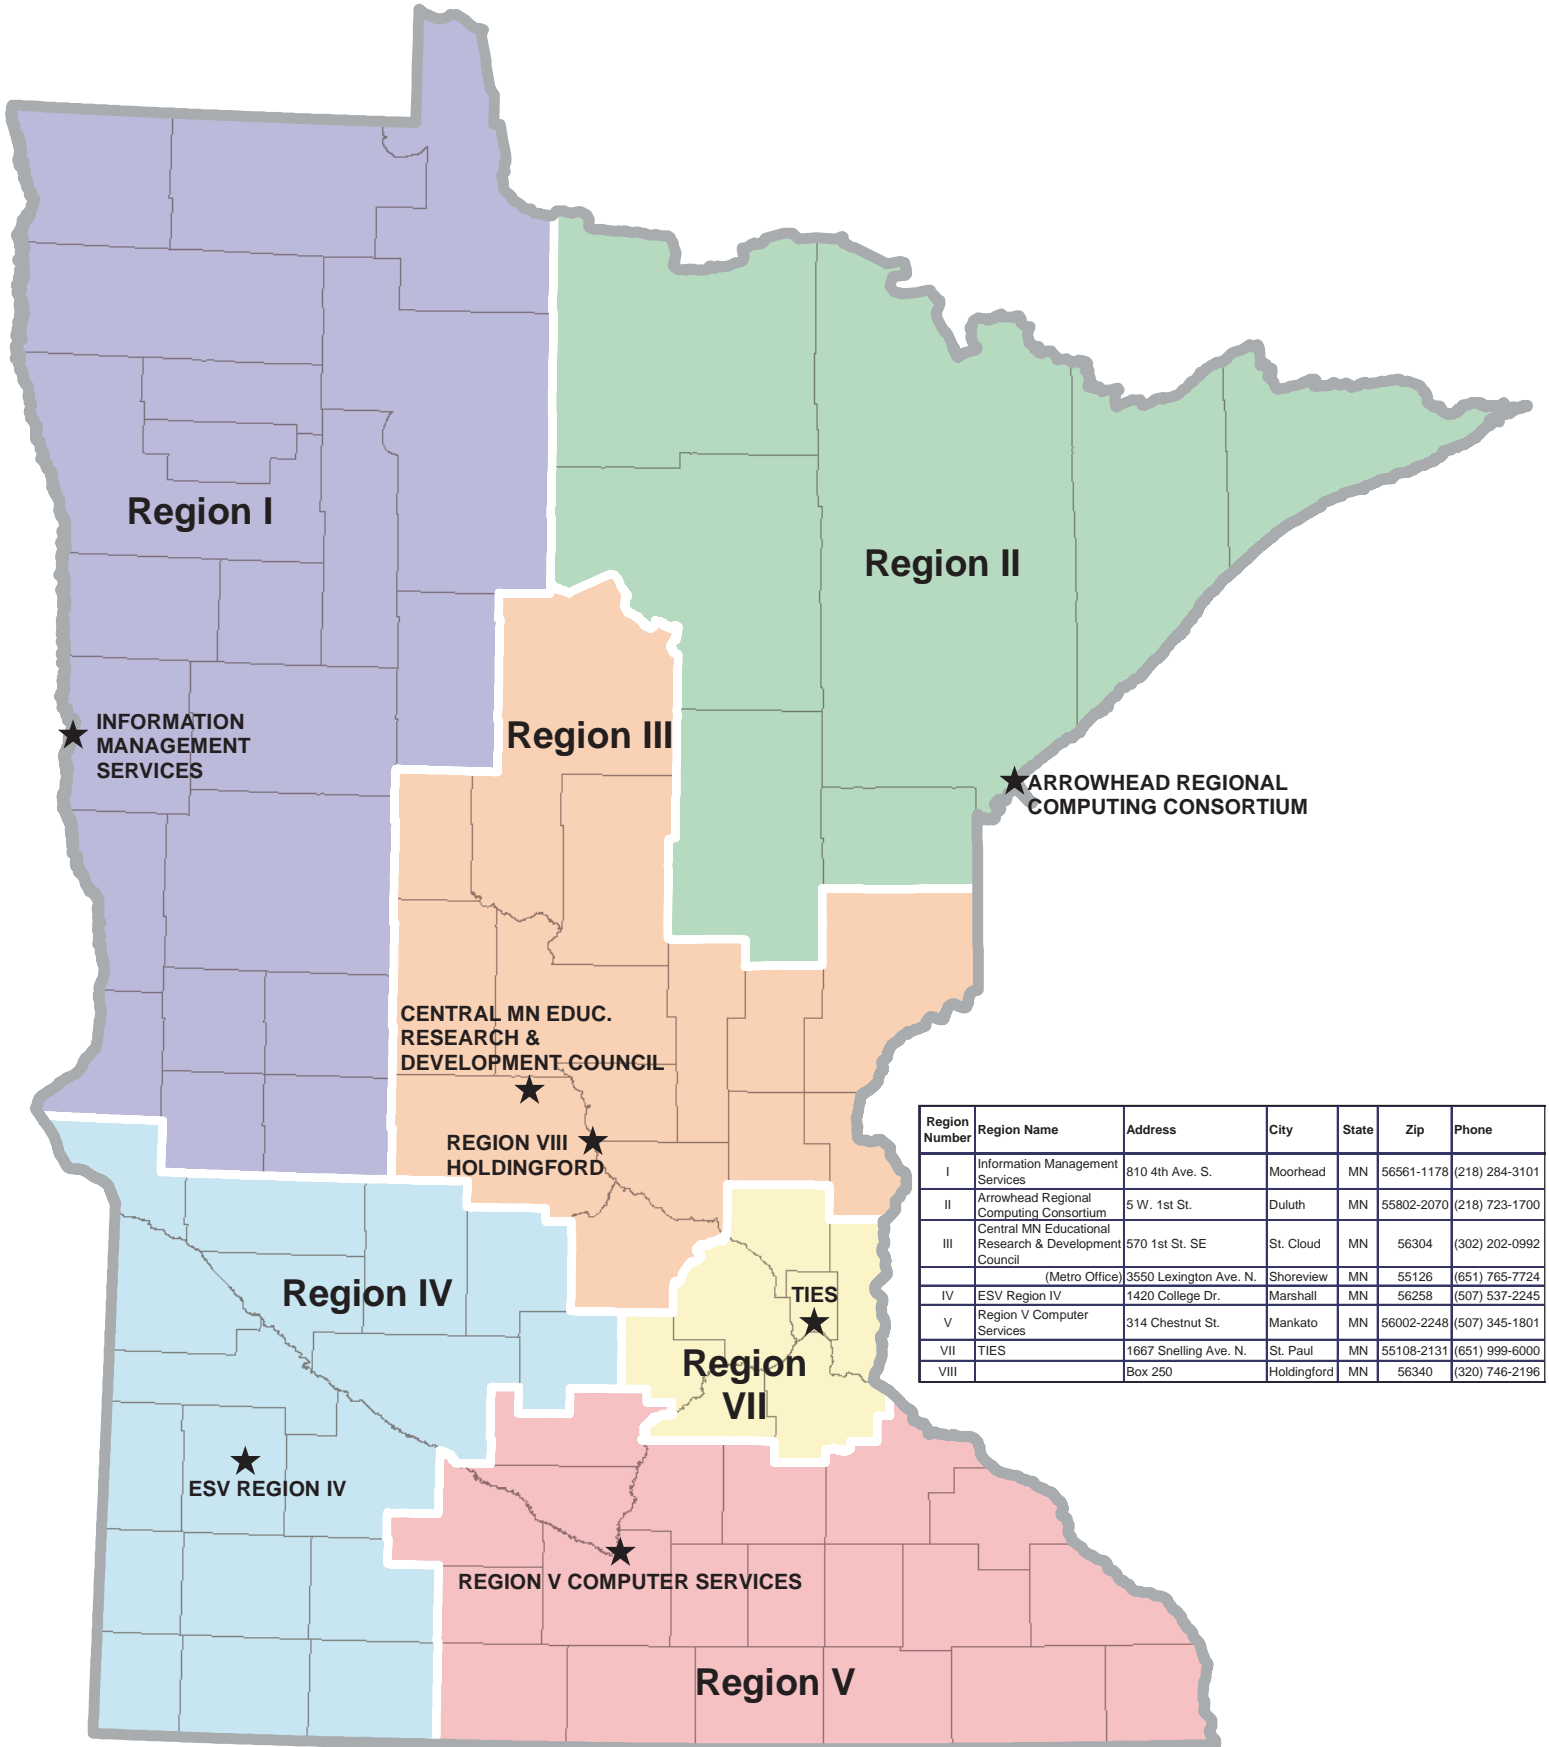 Region I
Region II
INFORMATION
MANAGEMENT
SERVICES
Region III
ARROWHEAD REGIONAL
COMPUTING CONSORTIUM
CENTRAL MN EDUC.
RESEARCH &
DEVELOPMENT COUNCIL
REGION VIII
HOLDINGFORD
Region IV
TIES
Region
VII
ESV REGION IV
REGION V COMPUTER SERVICES
Region V
Region Number Region Name Address City State Zip Phone
I Information Management Services 810 4th Ave. S. Moorhead MN 56561-1178 (218) 284-3101
II Arrowhead Regional Computing Consortium 5 W. 1st St. Duluth MN 55802-2070 (218) 723-1700
III Central MN Educational Research & Development Council 570 1st St. SE St. Cloud MN 56304 (302) 202-0992
(Metro Office) 3550 Lexington Ave. N. Shoreview MN 55126 (651) 765-7724
IV ESV Region IV 1420 College Dr. Marshall MN 56258 (507) 537-2245
V Region V Computer Services 314 Chestnut St. Mankato MN 56002-2248 (507) 345-1801
VII TIES 1667 Snelling Ave. N. St. Paul MN 55108-2131 (651) 999-6000
VIII Box 250 Holdingford MN 56340 (320) 746-2196